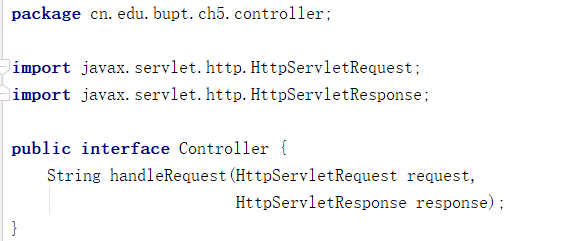 package cn.edu.bupt.ch5.controller;
import javax.servlet.http.HttpServletRequest;
import javax.servlet.http.HttpServletResponse;
public interface Controller {
String handleRequest(HttpServletRequest request,
HttpServletResponse response);
}